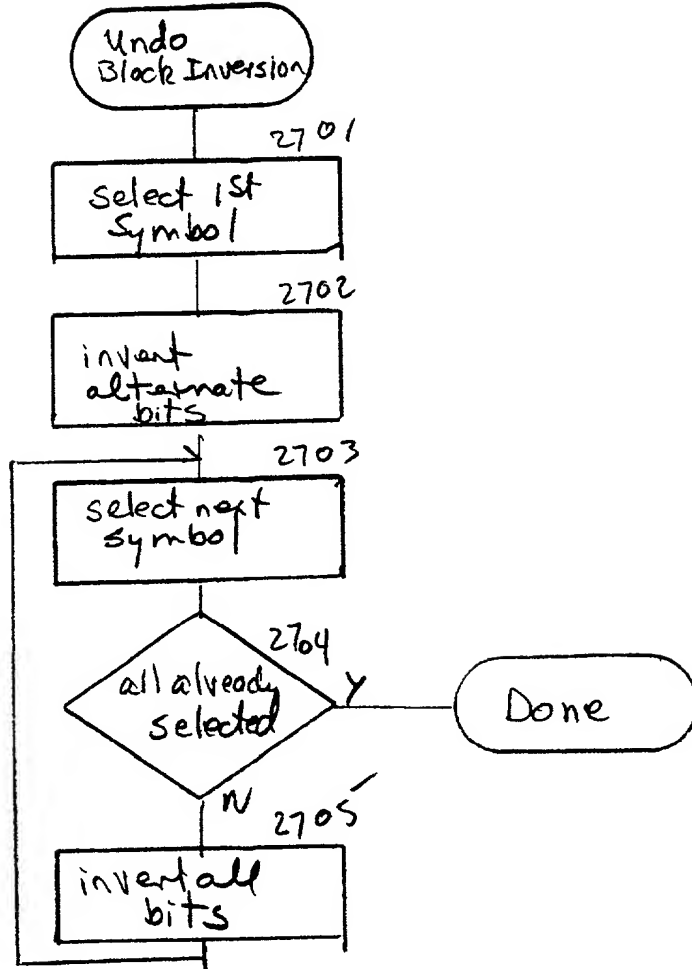 Undo
Block Inversion
2701
select 1st
symbol
2702
invert
alternate
bits
2703
select next
symbol
2704
all already
selected
Y
Done
N
2705
invert all
bits